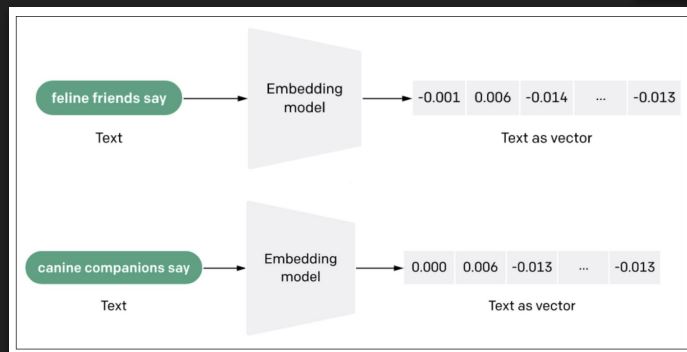 feline friends say
Embedding
model
-0.001 0.006 -0.014 ... -0.013
Text
Text as vector
canine companions say
Embedding
model
0.000 0.006 -0.013 ... -0.013
Text
Text as vector